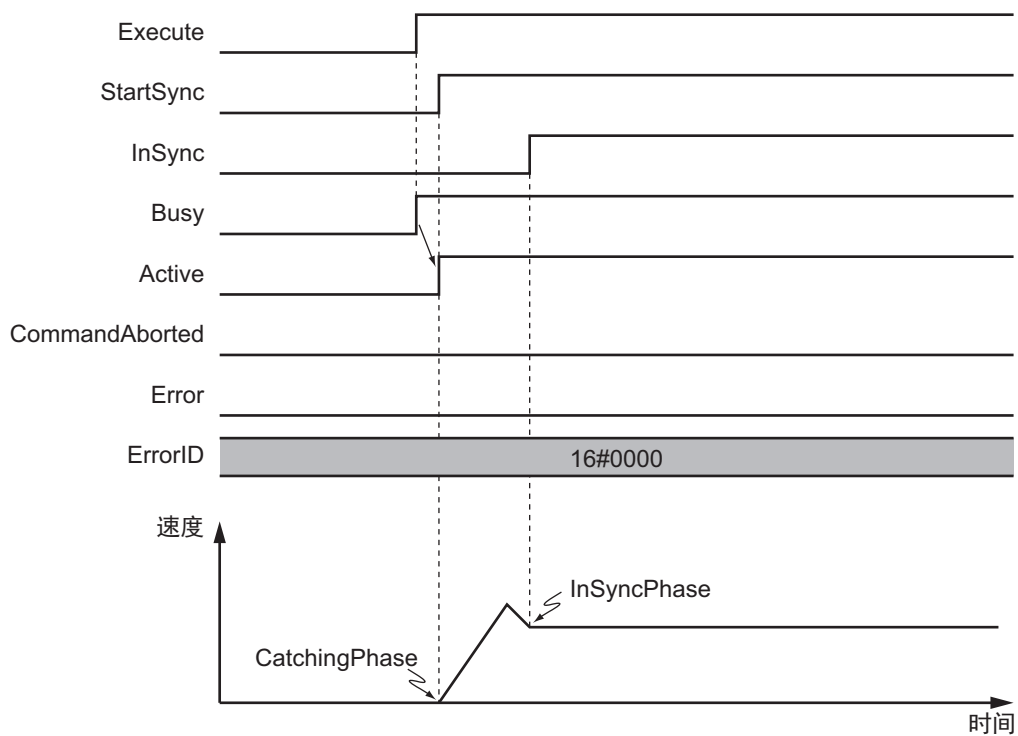 Execute
StartSync
InSync
Busy
Active
CommandAborted
Error
ErrorID
16#0000
速度
InSyncPhase
CatchingPhase
时间